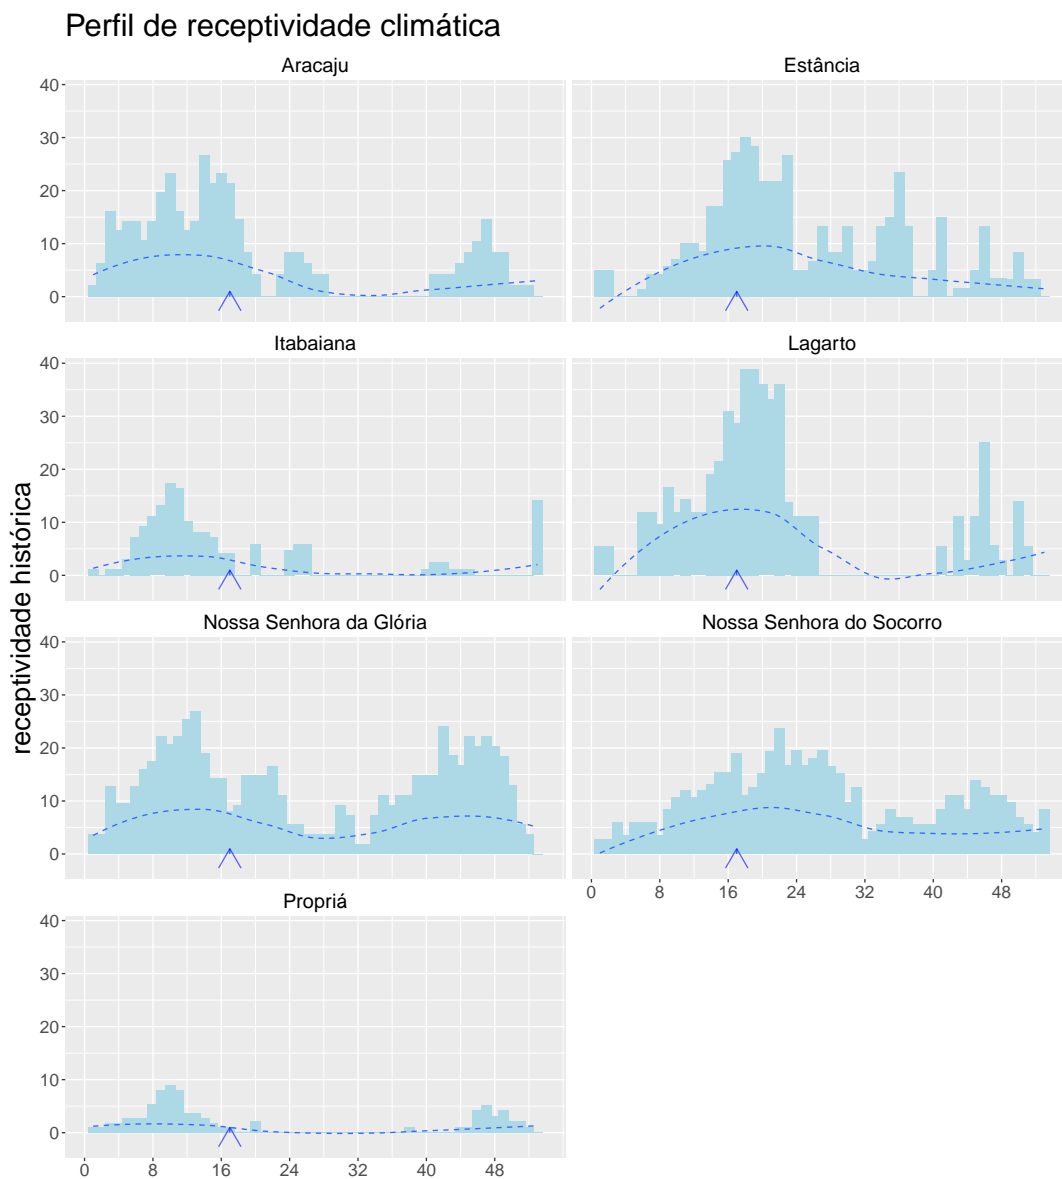 Perfil de receptividade climática
Aracaju
Estância
40
30
20
10
0
Itabaiana
Lagarto
40
30
20
10
0
receptividade histórica
Nossa Senhora da Glória
Nossa Senhora do Socorro
40
30
20
10
0
0 8 16 24 32 40 48
Propriá
40
30
20
10
0
0 8 16 24 32 40 48